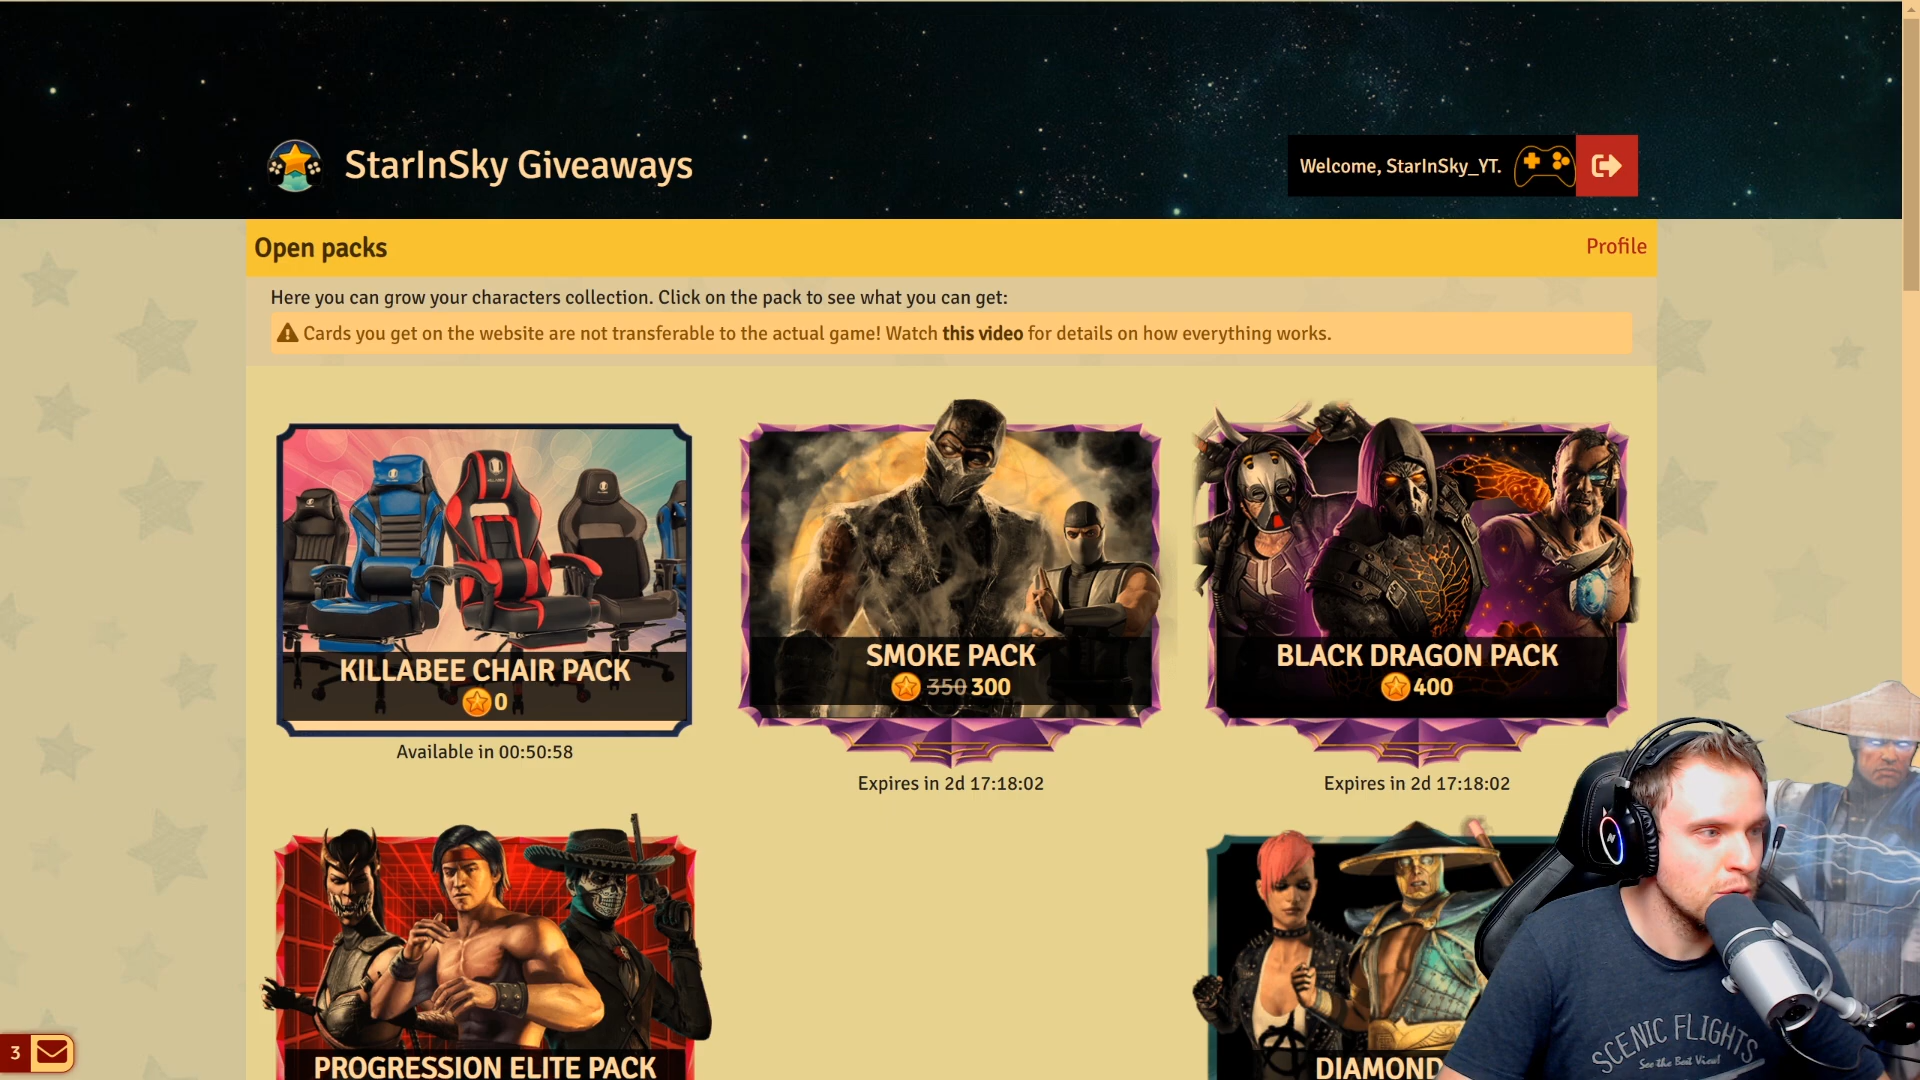 StarInSky Giveaways
Welcome, StarInSky_YT.
Open packs
Profile
Here you can grow your characters collection. Click on the pack to see what you can get:
Cards you get on the website are not transferable to the actual game! Watch this video for details on how everything works.
KILLABEE CHAIR PACK
0
Available in 00:50:58
SMOKE PACK
350 300
Expires in 2d 17:18:02
BLACK DRAGON PACK
400
Expires in 2d 17:18:02
PROGRESSION ELITE PACK
DIAMOND
3
SCENIC FLIGHTS
See the Best View!